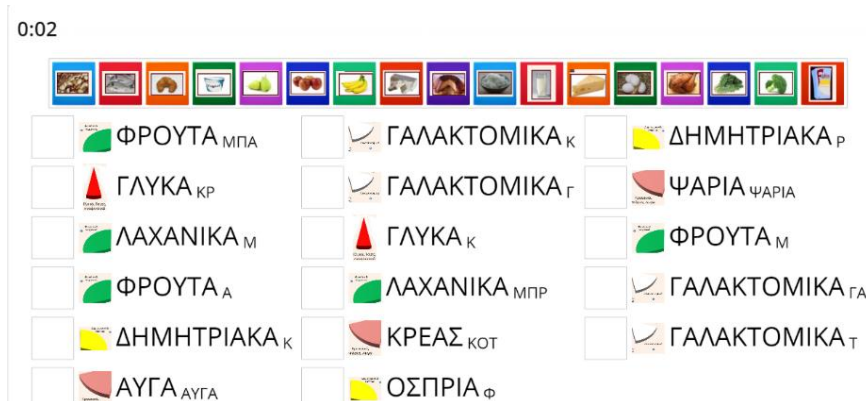 0:02
ΦΡΟΥΤΑ ΜΠΑ ΓΑΛΑΚΤΟΜΙΚΑ Κ ΔΗΜΗΤΡΙΑΚΑ Ρ
ΓΛΥΚΑ ΚΡ ΓΑΛΑΚΤΟΜΙΚΑ Γ ΨΑΡΙΑ ΨΑΡΙΑ
ΛΑΧΑΝΙΚΑ Μ ΓΛΥΚΑ Κ ΦΡΟΥΤΑ Μ
ΦΡΟΥΤΑ Α ΛΑΧΑΝΙΚΑ ΜΠΡ ΓΑΛΑΚΤΟΜΙΚΑ ΓΑ
ΔΗΜΗΤΡΙΑΚΑ Κ ΚΡΕΑΣ ΚΟΤ ΓΑΛΑΚΤΟΜΙΚΑ Τ
ΑΥΓΑ ΑΥΓΑ ΟΣΠΡΙΑ Φ